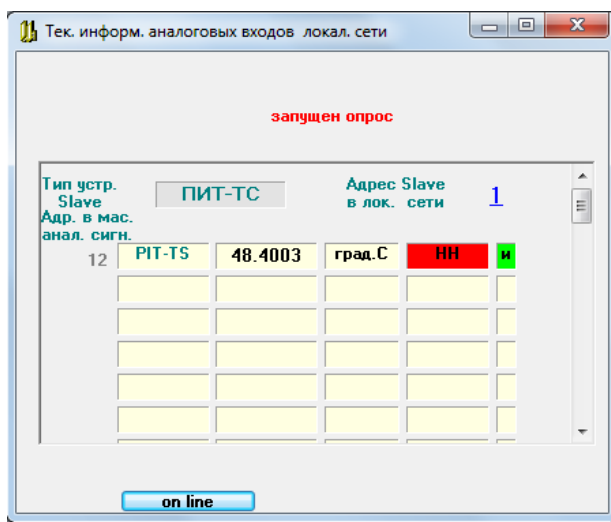 Тек. информ. аналоговых входов локал. сети
запущен опрос
Тип устр.
Slave
ПИТ-ТС
Адрес Slave
в лок. сети
1
Адр. в мас.
анал. сигн.
12 PIT-TS 48.4003 град.С НН и
on line